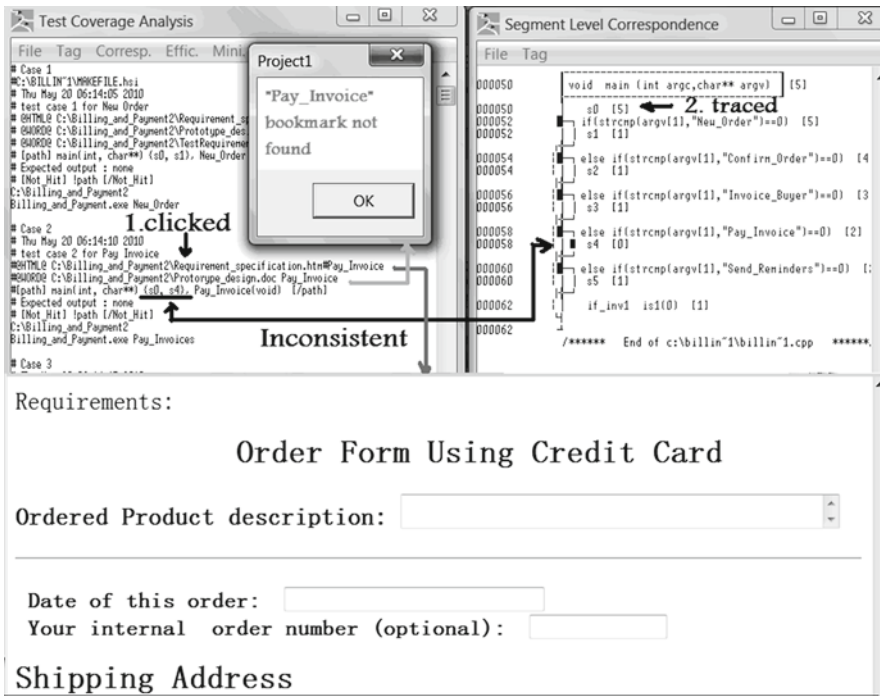 Test Coverage Analysis
File Tag Corresp. Effic. Mini.
# Case 1
#C:\BILLIN~1\MAKEFILE.hsi
# Thu May 20 06:14:05 2010
# test case 1 for New Order
# @HTML@ C:\Billing_and_Payment2\Requirement_s
# @WORD@ C:\Billing_and_Payment2\Prototype_des
# @WORD@ C:\Billing_and_Payment2\TestRequireme
# [path] main(int, char**) (s0, s1), New_Order
# Expected output : none
# [Not_Hit] !path [/Not_Hit]
C:\Billing_and_Payment2
Billing_and_Payment.exe New_Order
1.clicked
# Case 2
# Thu May 20 06:14:10 2010
# test case 2 for Pay Invoice
#@HTML@ C:\Billing_and_Payment2\Requirement_specification.htm#Pay_Invoice
#@WORD@ C:\Billing_and_Payment2\Protorype_design.doc Pay_Invoice
#[path] main(int, char**) (s0, s4), Pay_Invoice(void) [/path]
# Expected output : none
# [Not_Hit] !path [/Not_Hit]
C:\Billing_and_Payment2
Billing_and_Payment.exe Pay_Invoices
Inconsistent
# Case 3
Project1
"Pay_Invoice"
bookmark not
found
OK
Segment Level Correspondence
File Tag
000050 void main (int argc,char** argv) [5]
000050 s0 [5] 2. traced
000052 if(strcmp(argv[1],"New_Order")==0) [5]
000052 s1 [1]
000054 else if(strcmp(argv[1],"Confirm_Order")==0) [4
000054 s2 [1]
000056 else if(strcmp(argv[1],"Invoice_Buyer")==0) [3
000056 s3 [1]
000058 else if(strcmp(argv[1],"Pay_Invoice")==0) [2]
000058 s4 [0]
000060 else if(strcmp(argv[1],"Send_Reminders")==0)
000060 s5 [1]
000062 if_inv1 is1(0) [1]
000062
/****** End of c:\billin~1\billin~1.cpp ******
Requirements:
Order Form Using Credit Card
Ordered Product description:
Date of this order:
Your internal order number (optional):
Shipping Address